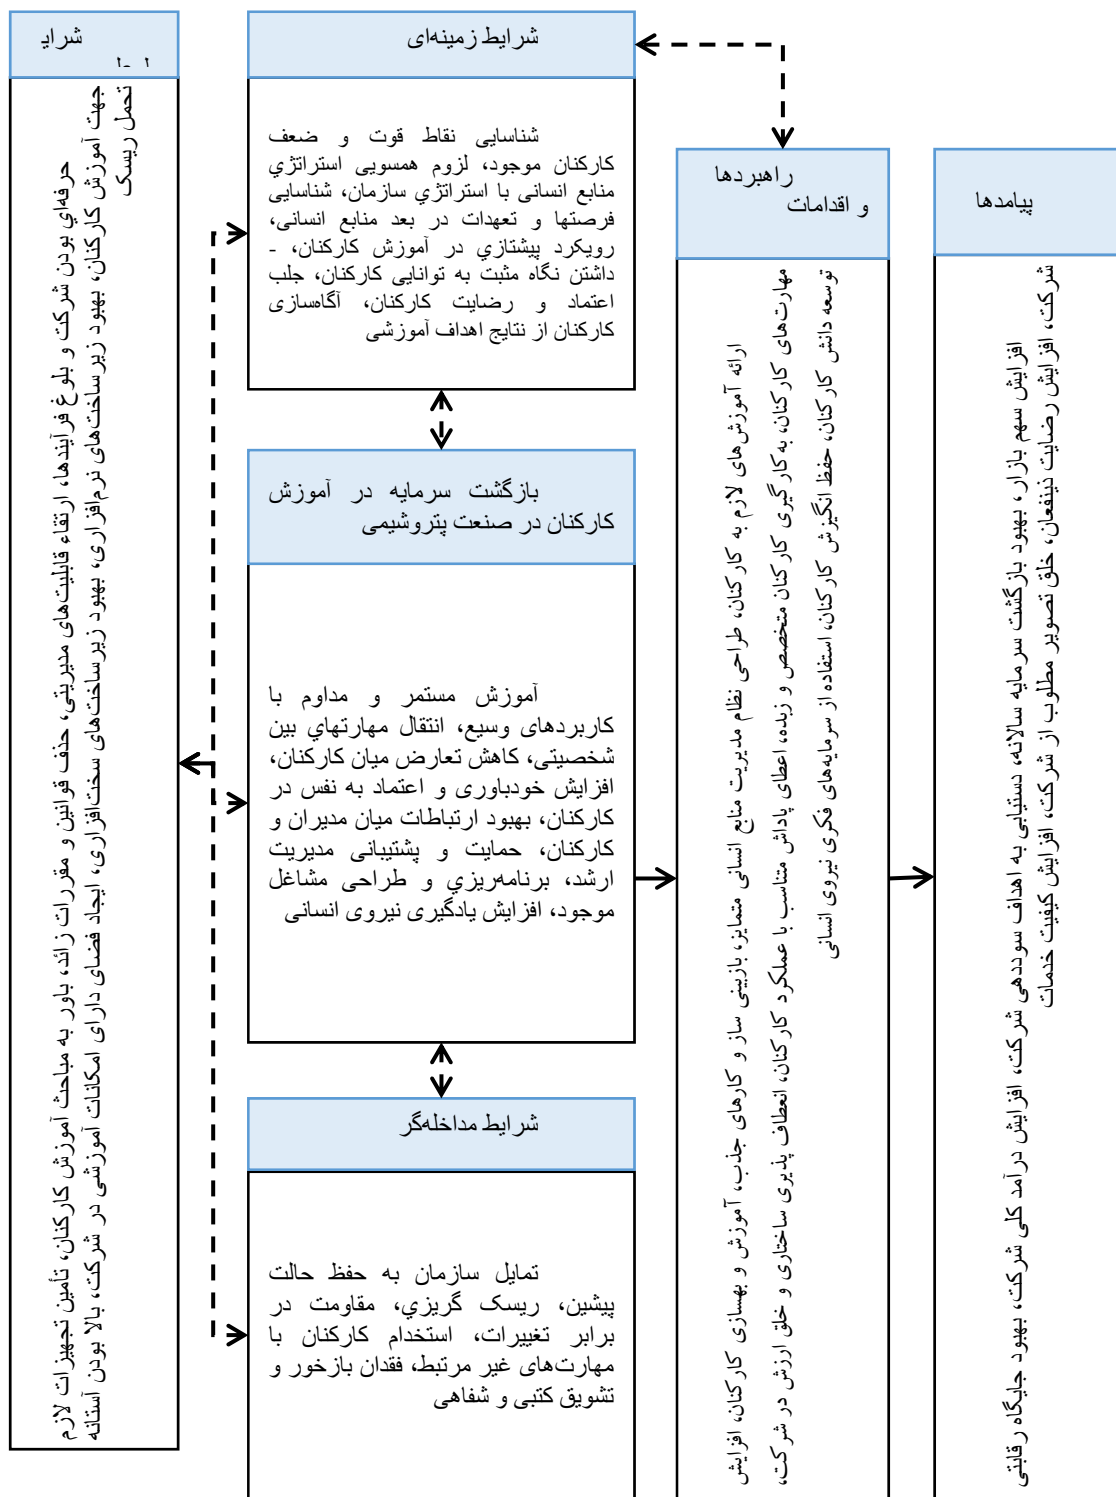 شرایط زمینه‌ای
شناسایی نقاط قوت و ضعف
کارکنان موجود، لزوم همسویی استراتژي
منابع انسانی با استراتژي سازمان، شناسایی
فرصتها و تعهدات در بعد منابع انسانی،
رویکرد پیشتازي در آموزش کارکنان، -
داشتن نگاه مثبت به توانایی کارکنان، جلب
اعتماد و رضایت کارکنان، آگاه‌سازی
کارکنان از نتایج اهداف آموزشی
بازگشت سرمایه در آموزش
کارکنان در صنعت پتروشیمی
آموزش مستمر و مداوم با
کاربردهای وسیع، انتقال مهارتهاي بین
شخصیتی، کاهش تعارض میان کارکنان،
افزایش خودباوری و اعتماد به نفس در
کارکنان، بهبود ارتباطات میان مدیران و
کارکنان، حمایت و پشتیبانی مدیریت
ارشد، برنامه‌ریزي و طراحی مشاغل
موجود، افزایش یادگیری نیروی انسانی
شرایط مداخله‌گر
تمایل سازمان به حفظ حالت
پیشین، ریسک گریزي، مقاومت در
برابر تغییرات، استخدام کارکنان با
مهارت‌های غیر مرتبط، فقدان بازخور و
تشویق کتبی و شفاهی
شرای
حرفه‌اي بودن شرکت و بلوغ فرآیندها، ارتقاء قابلیت‌های مدیریتی، حذف قوانین و مقررات زائد، باور به مباحث آموزش کارکنان، تأمین تجهیزات لازم
جهت آموزش کارکنان، بهبود زیرساخت‌های نرم‌افزاری، بهبود زیرساخت‌های سخت‌افزاری، ایجاد فضای دارای امکانات آموزشی در شرکت، بالا بودن آستانه
تحمل ریسک
راهبردها
و اقدامات
ارائه آموزش‌های لازم به کارکنان، طراحی نظام مدیریت منابع انسانی متمایز، بازبینی ساز و کارهای جذب، آموزش و بهسازی کارکنان، افزایش
مهارت‌های کارکنان، به‌کارگیری کارکنان متخصص و زبده، اعطای پاداش متناسب با عملکرد کارکنان، انعطاف پذیری ساختاری و خلق ارزش در شرکت،
توسعه دانش کارکنان، حفظ انگیزش کارکنان، استفاده از سرمایه‌های فکری نیروی انسانی
پیامدها
افزایش سهم بازار، بهبود بازگشت سرمایه سالانه، دستیابی به اهداف سوددهی شرکت، افزایش درآمد کلی شرکت، بهبود جایگاه رقابتی
شرکت، افزایش رضایت ذینفعان، خلق تصویر مطلوب از شرکت، افزایش کیفیت خدمات